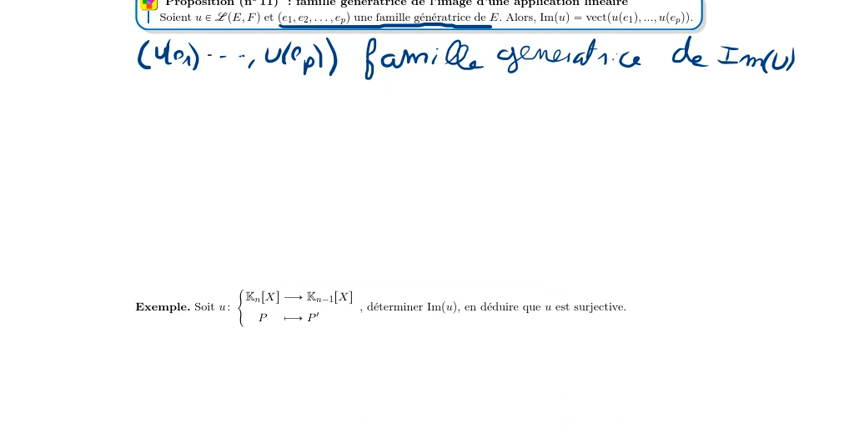 Proposition (n°11) : famille génératrice de l'image d'une application linéaire
Soient u ∈ ℒ(E, F) et (e₁, e₂, . . . , eₚ) une famille génératrice de E. Alors, Im(u) = vect(u(e₁), ..., u(eₚ)).
(u(e₁) - - -, u(eₚ)) famille generatrice de Im(u)
Exemple. Soit u: { 𝕂ₙ[X] ⟶ 𝕂ₙ₋₁[X] , déterminer Im(u), en déduire que u est surjective.
P ⟼ P′